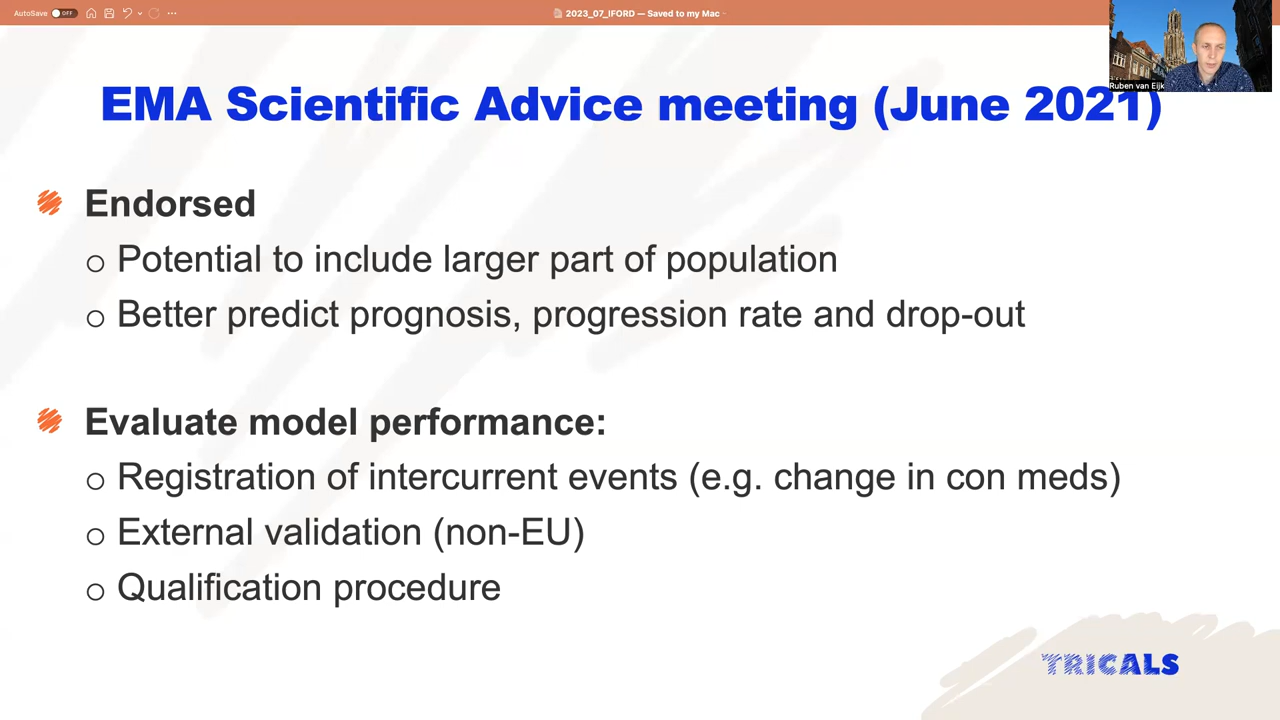 AutoSave OFF
2023_07_IFORD — Saved to my Mac
Ruben van Eijk
EMA Scientific Advice meeting (June 2021)
Endorsed
Potential to include larger part of population
Better predict prognosis, progression rate and drop-out
Evaluate model performance:
Registration of intercurrent events (e.g. change in con meds)
External validation (non-EU)
Qualification procedure
TRICALS